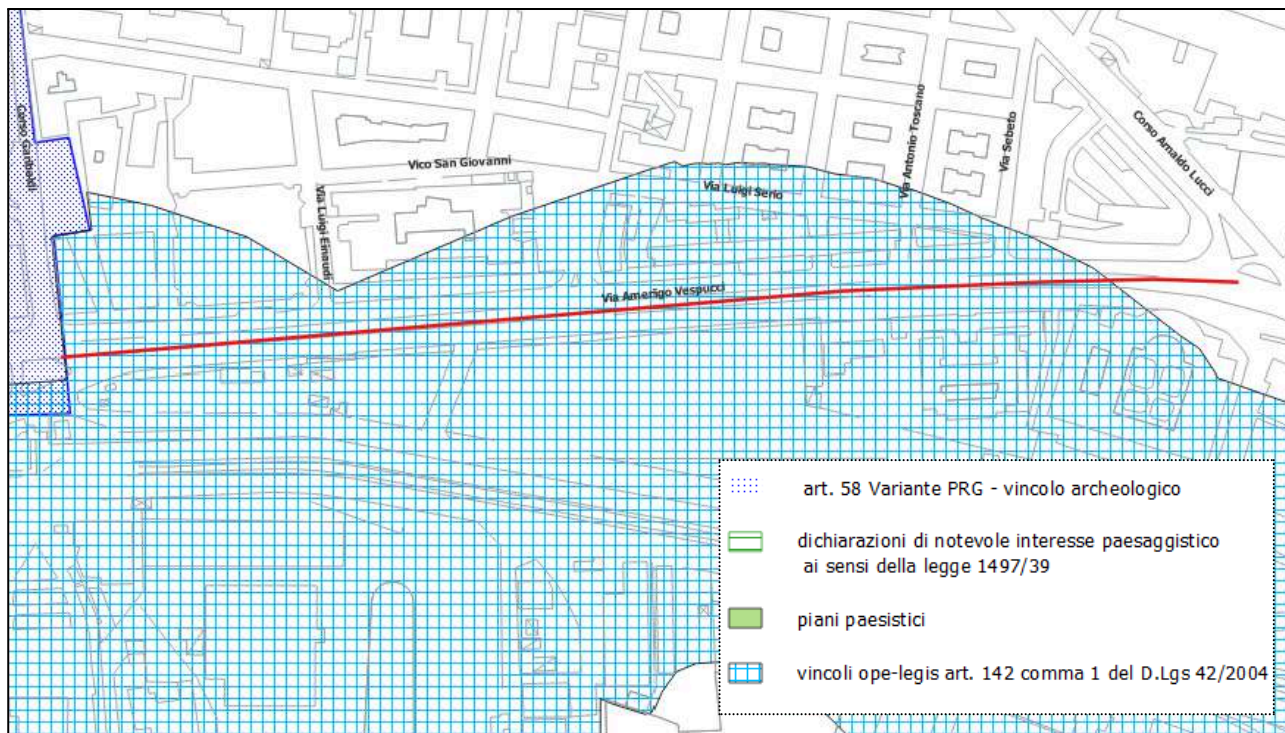 Corso Garibaldi
Vico San Giovanni
Via Luigi Einaudi
Via Luigi Serio
Via Antonio Toscano
Via Sebeto
Corso Arnaldo Lucci
Via Amerigo Vespucci
art. 58 Variante PRG - vincolo archeologico
dichiarazioni di notevole interesse paesaggistico
ai sensi della legge 1497/39
piani paesistici
vincoli ope-legis art. 142 comma 1 del D.Lgs 42/2004